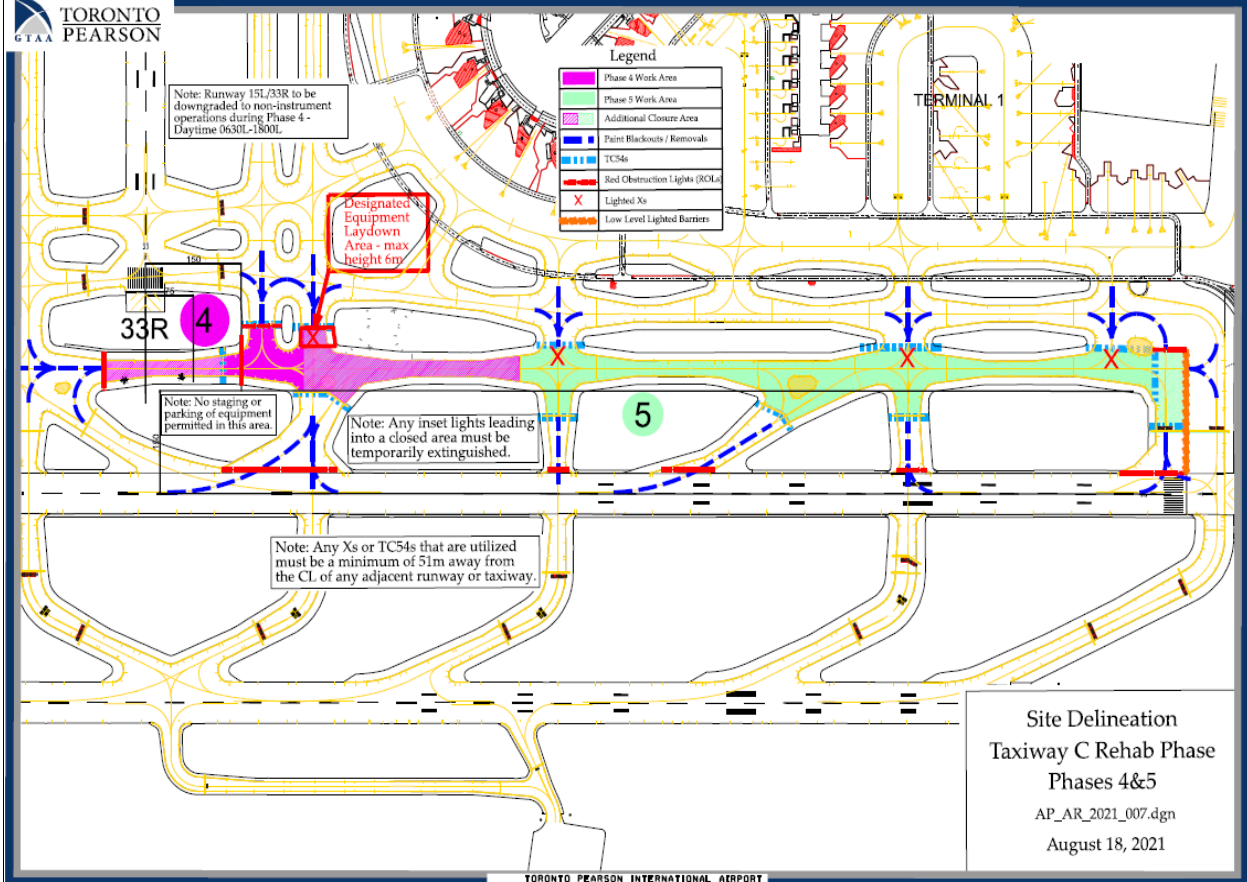 TORONTO
PEARSON
GTAA
Note: Runway 15L/33R to be
downgraded to non-instrument
operations during Phase 4 -
Daytime 0630L-1800L
Legend
Phase 4 Work Area
Phase 5 Work Area
Additional Closure Area
Paint Blackouts / Removals
TC54s
Red Obstruction Lights (ROLs)
X
Lighted Xs
Low Level Lighted Barriers
TERMINAL 1
Designated
Equipment
Laydown
Area - max
height 6m
33
150
33R
4
X
X
X
X
Note: No staging or
parking of equipment
permitted in this area.
Note: Any inset lights leading
into a closed area must be
temporarily extinguished.
5
Note: Any Xs or TC54s that are utilized
must be a minimum of 51m away from
the CL of any adjacent runway or taxiway.
Site Delineation
Taxiway C Rehab Phase
Phases 4&5
AP_AR_2021_007.dgn
August 18, 2021
TORONTO PEARSON INTERNATIONAL AIRPORT